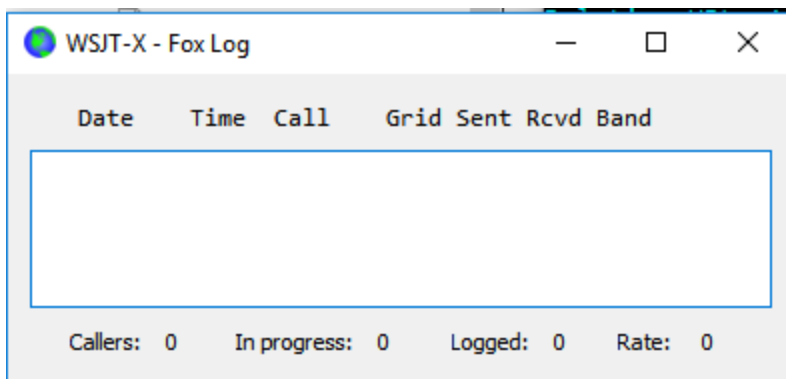 WSJT-X - Fox Log
Date Time Call Grid Sent Rcvd Band
Callers: 0 In progress: 0 Logged: 0 Rate: 0